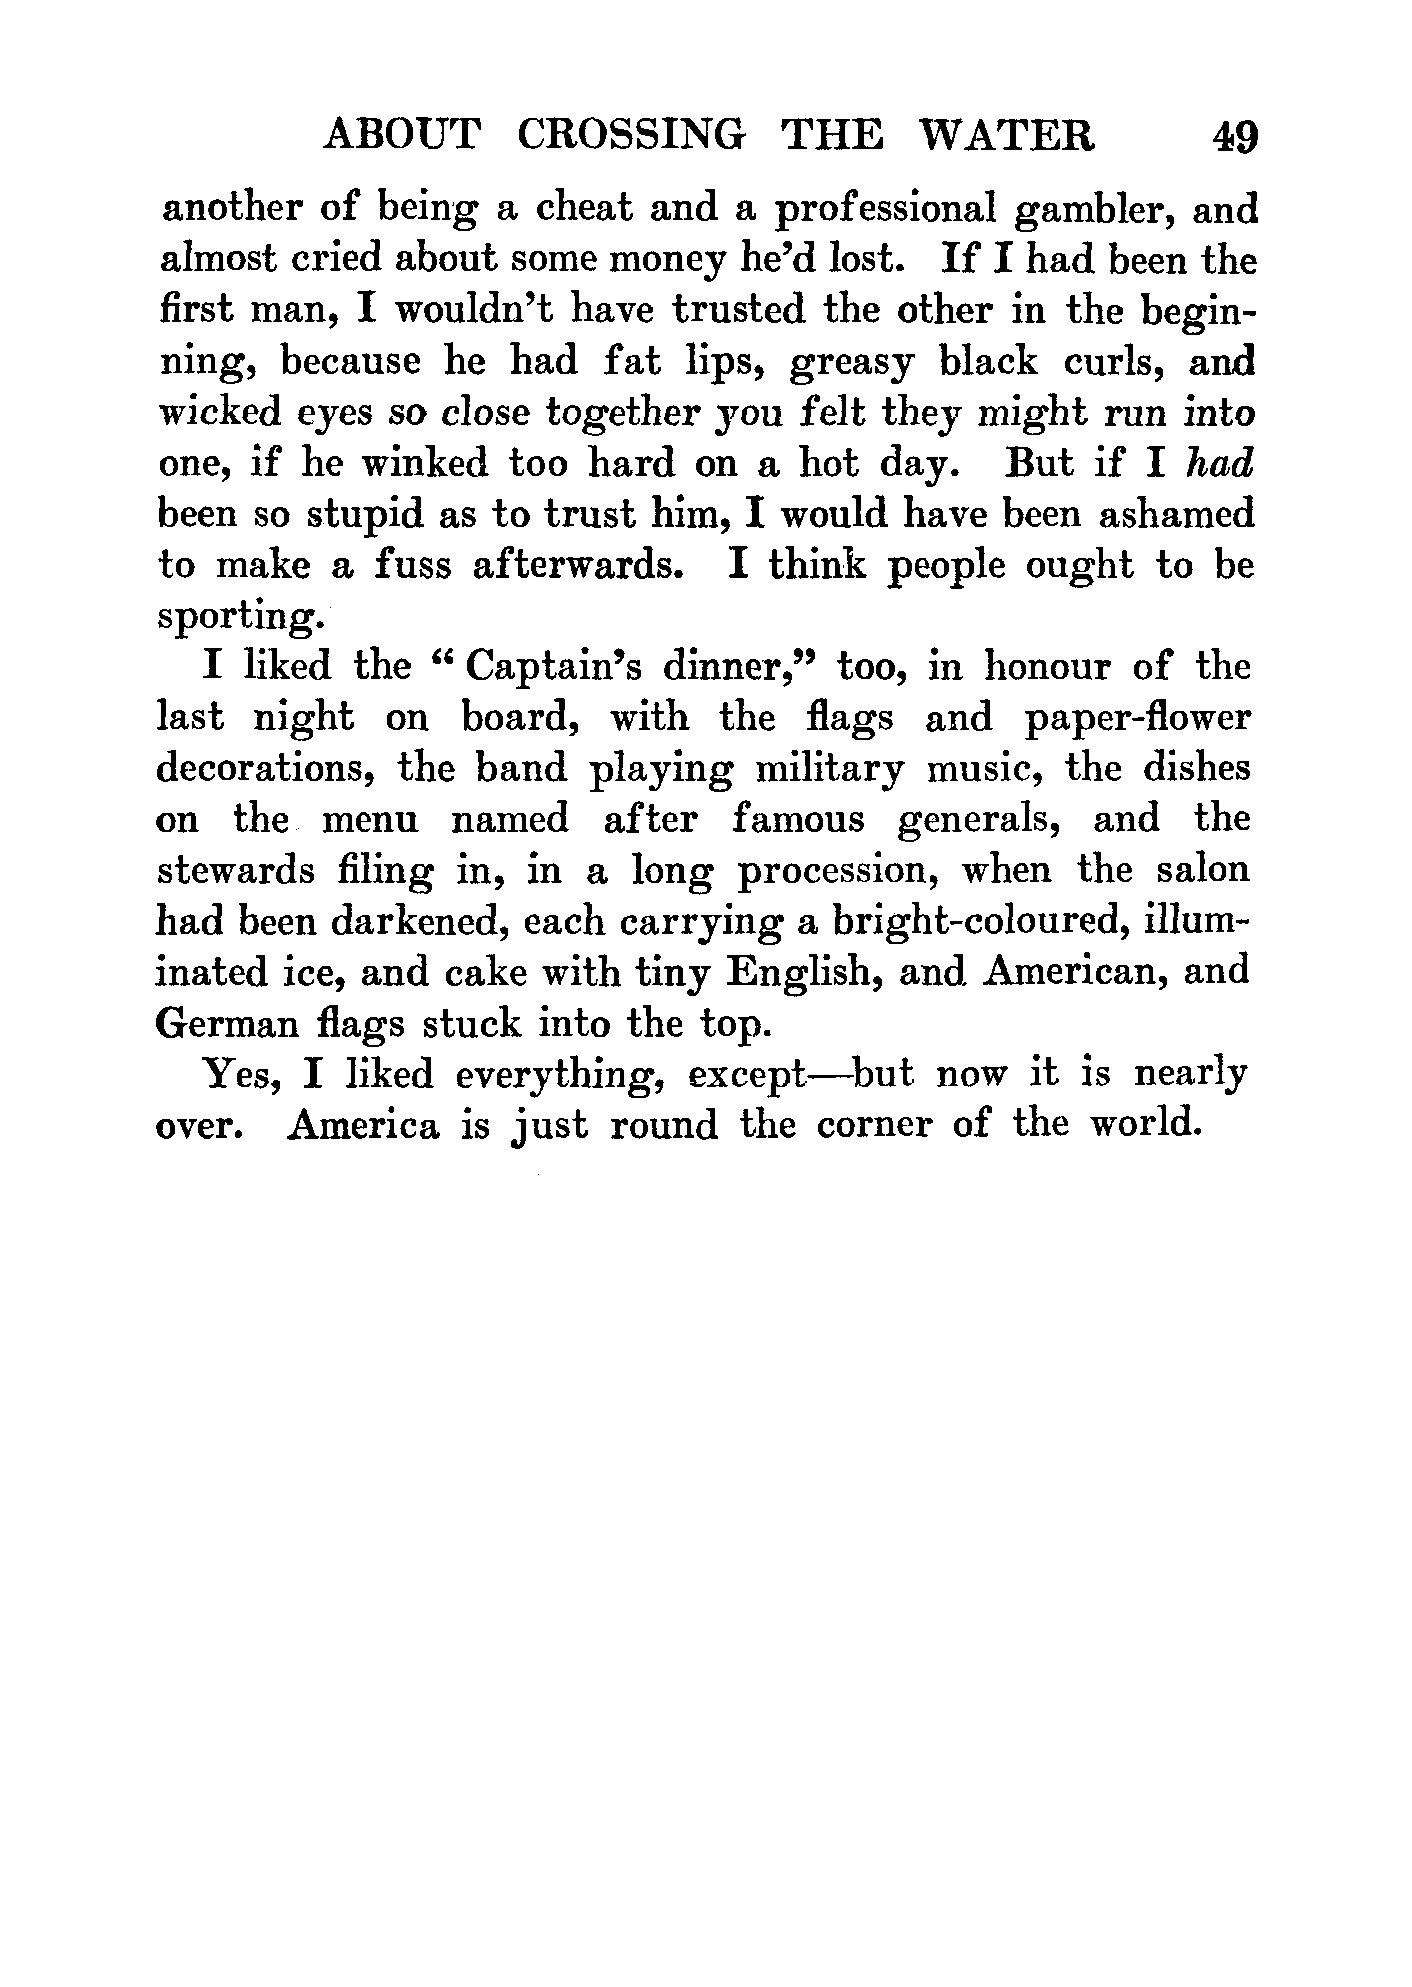 ABOUT CROSSING THE WATER 49
another of being a cheat and a professional gambler, and
almost cried about some money he'd lost. If I had been the
first man, I wouldn't have trusted the other in the begin-
ning, because he had fat lips, greasy black curls, and
wicked eyes so close together you felt they might run into
one, if he winked too hard on a hot day. But if I had
been so stupid as to trust him, I would have been ashamed
to make a fuss afterwards. I think people ought to be
sporting.
I liked the “Captain's dinner,” too, in honour of the
last night on board, with the flags and paper-flower
decorations, the band playing military music, the dishes
on the menu named after famous generals, and the
stewards filing in, in a long procession, when the salon
had been darkened, each carrying a bright-coloured, illum-
inated ice, and cake with tiny English, and American, and
German flags stuck into the top.
Yes, I liked everything, except—but now it is nearly
over. America is just round the corner of the world.